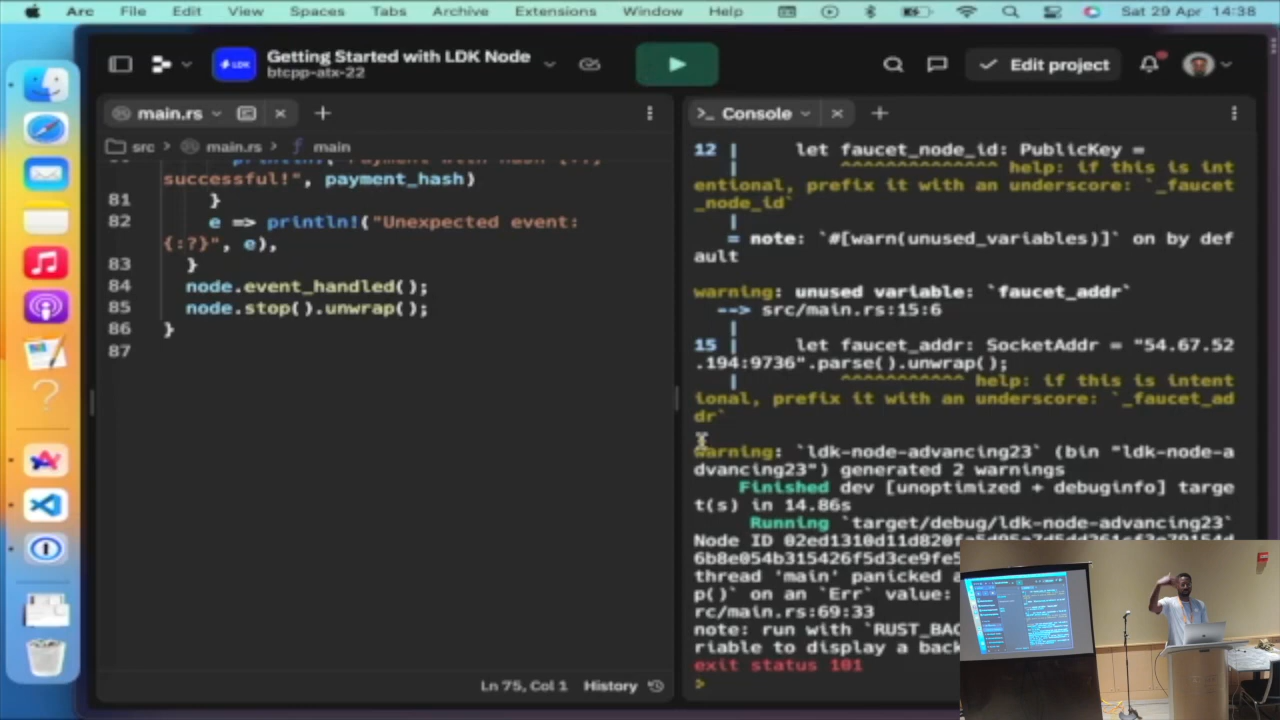 Arc File Edit View Spaces Tabs Archive Extensions Window Help Sat 29 Apr 14:38
LDK
Getting Started with LDK Node
btcpp-atx-22
Edit project
main.rs
src > main.rs > f main
successful!", payment_hash)
81 }
82 e => println!("Unexpected event:
{:?}", e),
83 }
84 node.event_handled();
85 node.stop().unwrap();
86 }
87
Ln 75, Col 1 History
>_ Console
12 | let faucet_node_id: PublicKey =
| ^^^^^^^^^^^^^^ help: if this is int
entional, prefix it with an underscore: `_faucet
_node_id`
|
= note: `#[warn(unused_variables)]` on by def
ault
warning: unused variable: `faucet_addr`
--> src/main.rs:15:6
|
15 | let faucet_addr: SocketAddr = "54.67.52
.194:9736".parse().unwrap();
| ^^^^^^^^^^^ help: if this is intent
ional, prefix it with an underscore: `_faucet_ad
dr`
warning: `ldk-node-advancing23` (bin "ldk-node-a
dvancing23") generated 2 warnings
Finished dev [unoptimized + debuginfo] targe
t(s) in 14.86s
Running `target/debug/ldk-node-advancing23`
Node ID
thread 'main' panicked
p()` on an `Err` value:
rc/main.rs:69:33
note: run with `RUST_BAC
riable to display a back
exit status 101
>